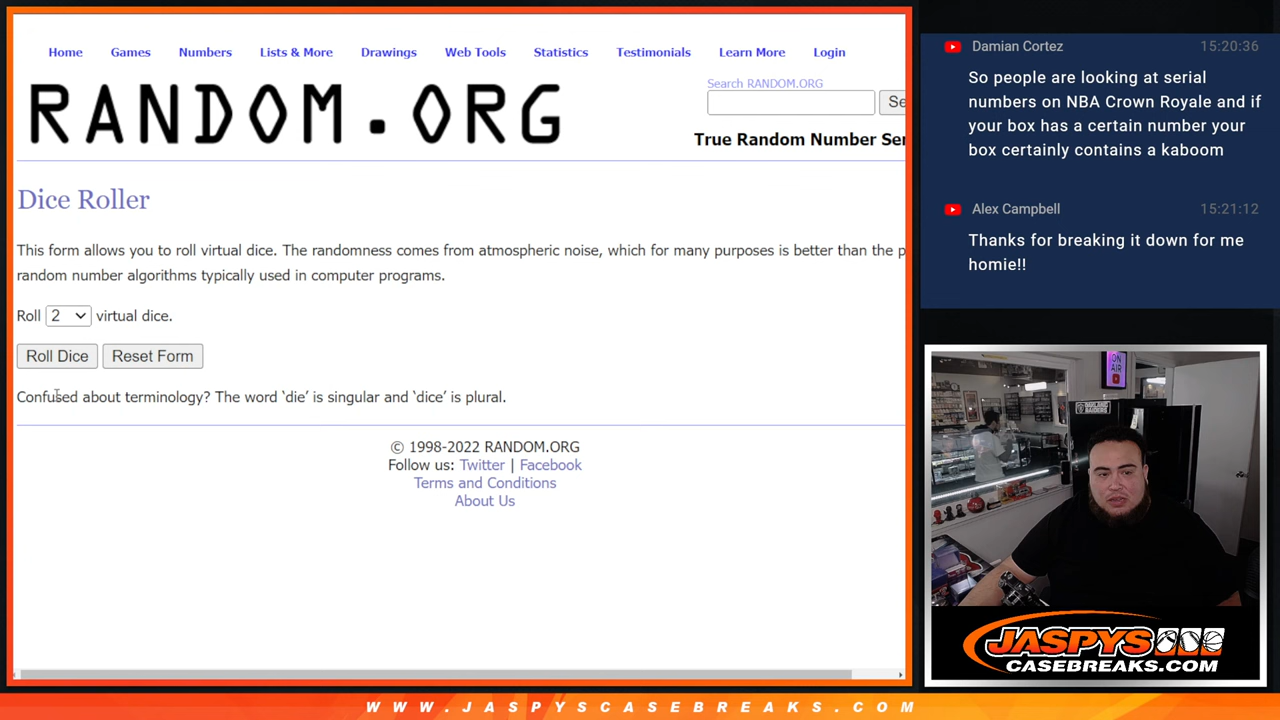 Home Games Numbers Lists & More Drawings Web Tools Statistics Testimonials Learn More Login
RANDOM.ORG
Search RANDOM.ORG
Se
True Random Number Ser
Dice Roller
This form allows you to roll virtual dice. The randomness comes from atmospheric noise, which for many purposes is better than the p
random number algorithms typically used in computer programs.
Roll 2 virtual dice.
Roll Dice Reset Form
Confused about terminology? The word ‘die’ is singular and ‘dice’ is plural.
© 1998-2022 RANDOM.ORG
Follow us: Twitter | Facebook
Terms and Conditions
About Us
Damian Cortez 15:20:36
So people are looking at serial
numbers on NBA Crown Royale and if
your box has a certain number your
box certainly contains a kaboom
Alex Campbell 15:21:12
Thanks for breaking it down for me
homie!!
ON
AIR
OAKLAND
RAIDERS
JASPYS
CASEBREAKS.COM
WWW.JASPYSCASEBREAKS.COM